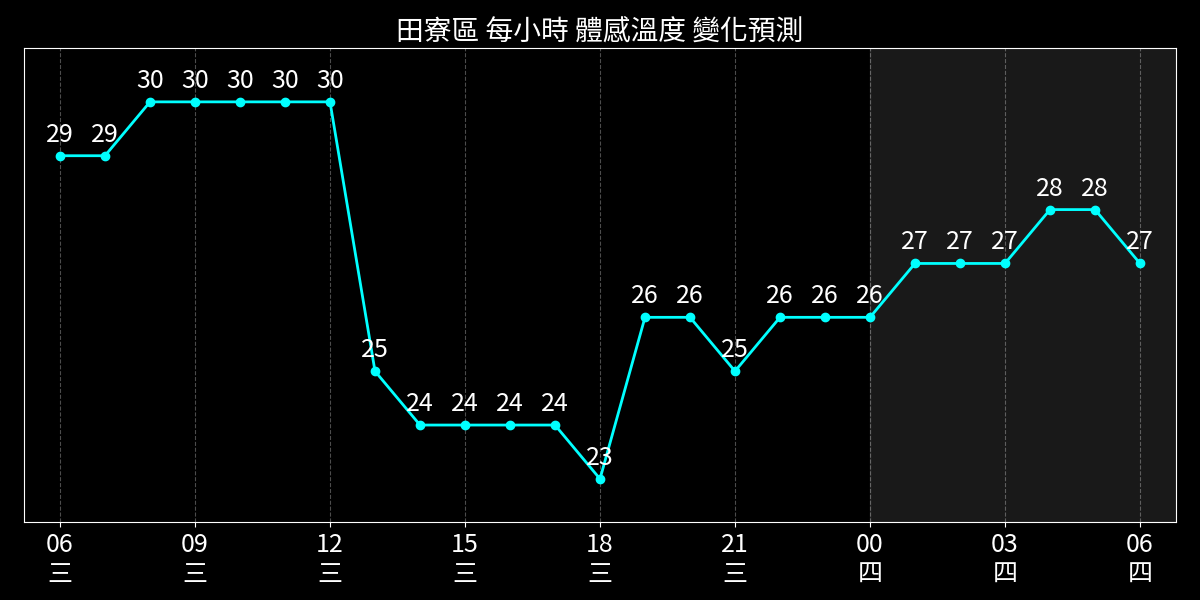 田寮區 每小時 體感溫度 變化預測
29 29 30 30 30 30 30 25 24 24 24 24 23 26 26 25 26 26 26 27 27 27 28 28 27
06 09 12 15 18 21 00 03 06
三 三 三 三 三 三 四 四 四